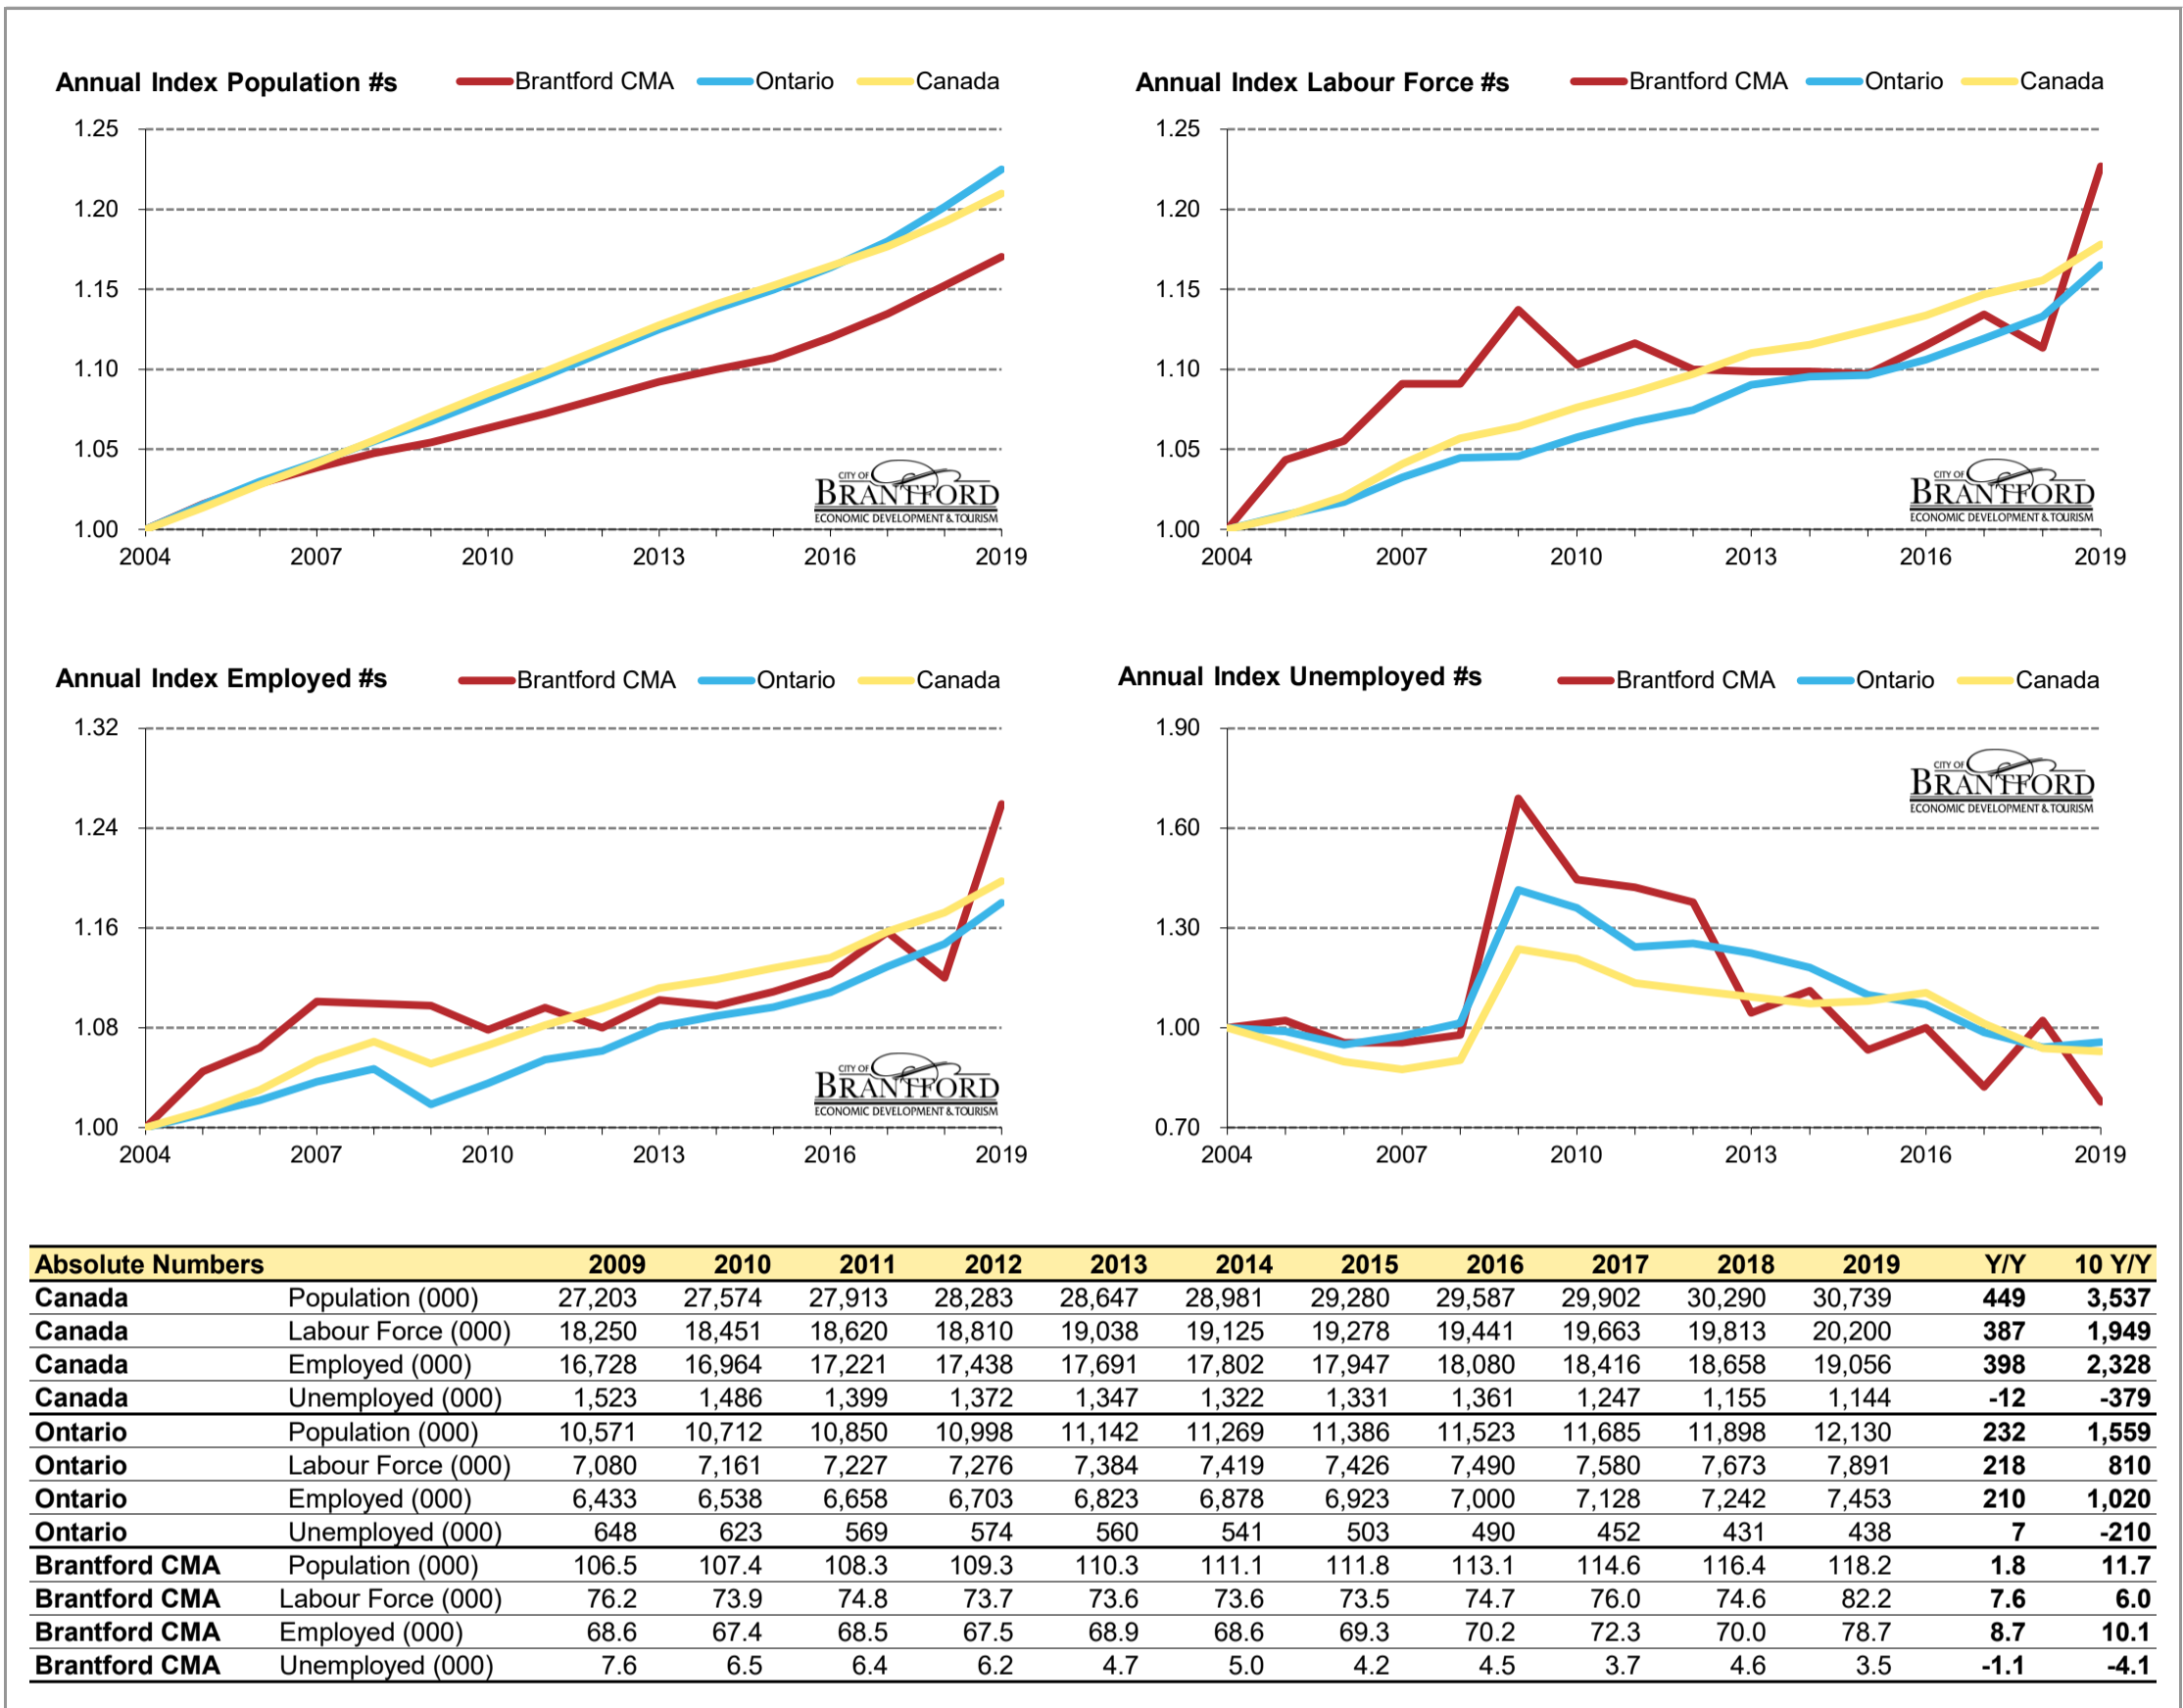 Annual Index Population #s Brantford CMA Ontario Canada
1.25
1.20
1.15
1.10
1.05
1.00
2004 2007 2010 2013 2016 2019
CITY OF
BRANTFORD
ECONOMIC DEVELOPMENT & TOURISM
Annual Index Labour Force #s Brantford CMA Ontario Canada
1.25
1.20
1.15
1.10
1.05
1.00
2004 2007 2010 2013 2016 2019
CITY OF
BRANTFORD
ECONOMIC DEVELOPMENT & TOURISM
Annual Index Employed #s Brantford CMA Ontario Canada
1.32
1.24
1.16
1.08
1.00
2004 2007 2010 2013 2016 2019
CITY OF
BRANTFORD
ECONOMIC DEVELOPMENT & TOURISM
Annual Index Unemployed #s Brantford CMA Ontario Canada
1.90
1.60
1.30
1.00
0.70
2004 2007 2010 2013 2016 2019
CITY OF
BRANTFORD
ECONOMIC DEVELOPMENT & TOURISM
Absolute Numbers 2009 2010 2011 2012 2013 2014 2015 2016 2017 2018 2019 Y/Y 10 Y/Y
Canada Population (000) 27,203 27,574 27,913 28,283 28,647 28,981 29,280 29,587 29,902 30,290 30,739 449 3,537
Canada Labour Force (000) 18,250 18,451 18,620 18,810 19,038 19,125 19,278 19,441 19,663 19,813 20,200 387 1,949
Canada Employed (000) 16,728 16,964 17,221 17,438 17,691 17,802 17,947 18,080 18,416 18,658 19,056 398 2,328
Canada Unemployed (000) 1,523 1,486 1,399 1,372 1,347 1,322 1,331 1,361 1,247 1,155 1,144 -12 -379
Ontario Population (000) 10,571 10,712 10,850 10,998 11,142 11,269 11,386 11,523 11,685 11,898 12,130 232 1,559
Ontario Labour Force (000) 7,080 7,161 7,227 7,276 7,384 7,419 7,426 7,490 7,580 7,673 7,891 218 810
Ontario Employed (000) 6,433 6,538 6,658 6,703 6,823 6,878 6,923 7,000 7,128 7,242 7,453 210 1,020
Ontario Unemployed (000) 648 623 569 574 560 541 503 490 452 431 438 7 -210
Brantford CMA Population (000) 106.5 107.4 108.3 109.3 110.3 111.1 111.8 113.1 114.6 116.4 118.2 1.8 11.7
Brantford CMA Labour Force (000) 76.2 73.9 74.8 73.7 73.6 73.6 73.5 74.7 76.0 74.6 82.2 7.6 6.0
Brantford CMA Employed (000) 68.6 67.4 68.5 67.5 68.9 68.6 69.3 70.2 72.3 70.0 78.7 8.7 10.1
Brantford CMA Unemployed (000) 7.6 6.5 6.4 6.2 4.7 5.0 4.2 4.5 3.7 4.6 3.5 -1.1 -4.1